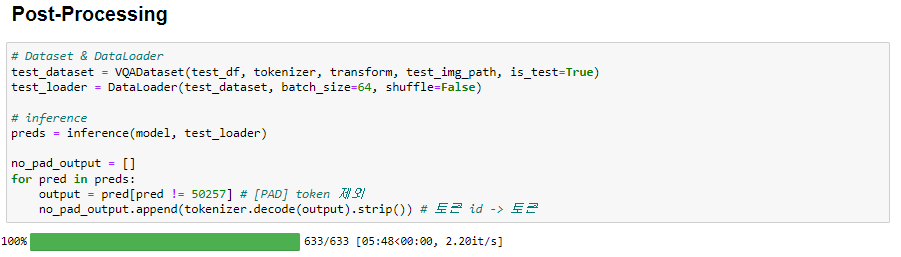 Post-Processing
# Dataset & DataLoader
test_dataset = VQADataset(test_df, tokenizer, transform, test_img_path, is_test=True)
test_loader = DataLoader(test_dataset, batch_size=64, shuffle=False)
# inference
preds = inference(model, test_loader)
no_pad_output = []
for pred in preds:
    output = pred[pred != 50257] # [PAD] token 제외
    no_pad_output.append(tokenizer.decode(output).strip()) # 토큰 id -> 토큰
100% 633/633 [05:48<00:00, 2.20it/s]